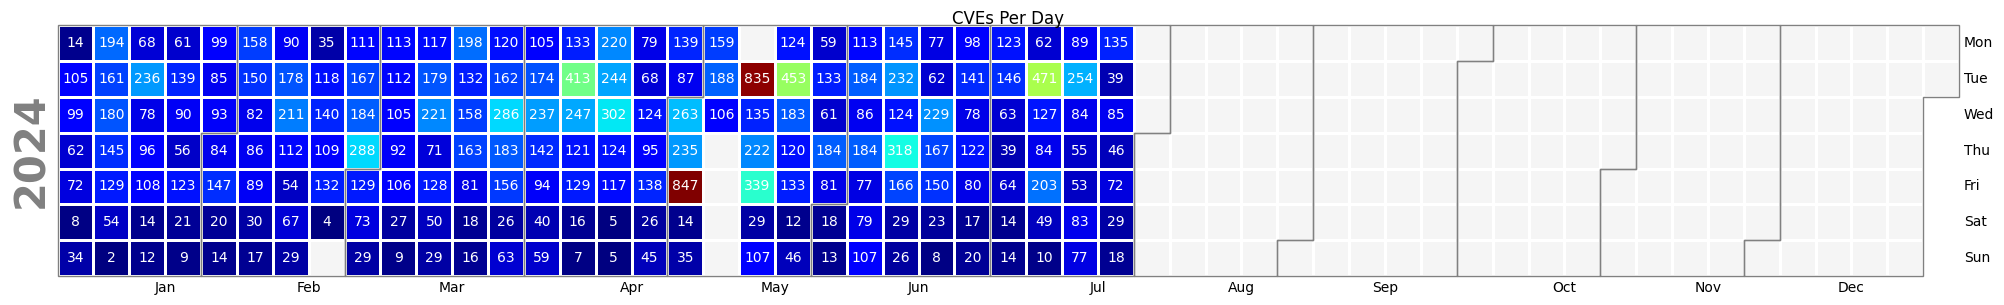 CVEs Per Day
2024
14 194 68 61 99 158 90 35 111 113 117 198 120 105 133 220 79 139 159 124 59 113 145 77 98 123 62 89 135 Mon
105 161 236 139 85 150 178 118 167 112 179 132 162 174 413 244 68 87 188 835 453 133 184 232 62 141 146 471 254 39 Tue
99 180 78 90 93 82 211 140 184 105 221 158 286 237 247 302 124 263 106 135 183 61 86 124 229 78 63 127 84 85 Wed
62 145 96 56 84 86 112 109 288 92 71 163 183 142 121 124 95 235 222 120 184 184 318 167 122 39 84 55 46 Thu
72 129 108 123 147 89 54 132 129 106 128 81 156 94 129 117 138 847 339 133 81 77 166 150 80 64 203 53 72 Fri
8 54 14 21 20 30 67 4 73 27 50 18 26 40 16 5 26 14 29 12 18 79 29 23 17 14 49 83 29 Sat
34 2 12 9 14 17 29 29 9 29 16 63 59 7 5 45 35 107 46 13 107 26 8 20 14 10 77 18 Sun
Jan Feb Mar Apr May Jun Jul Aug Sep Oct Nov Dec